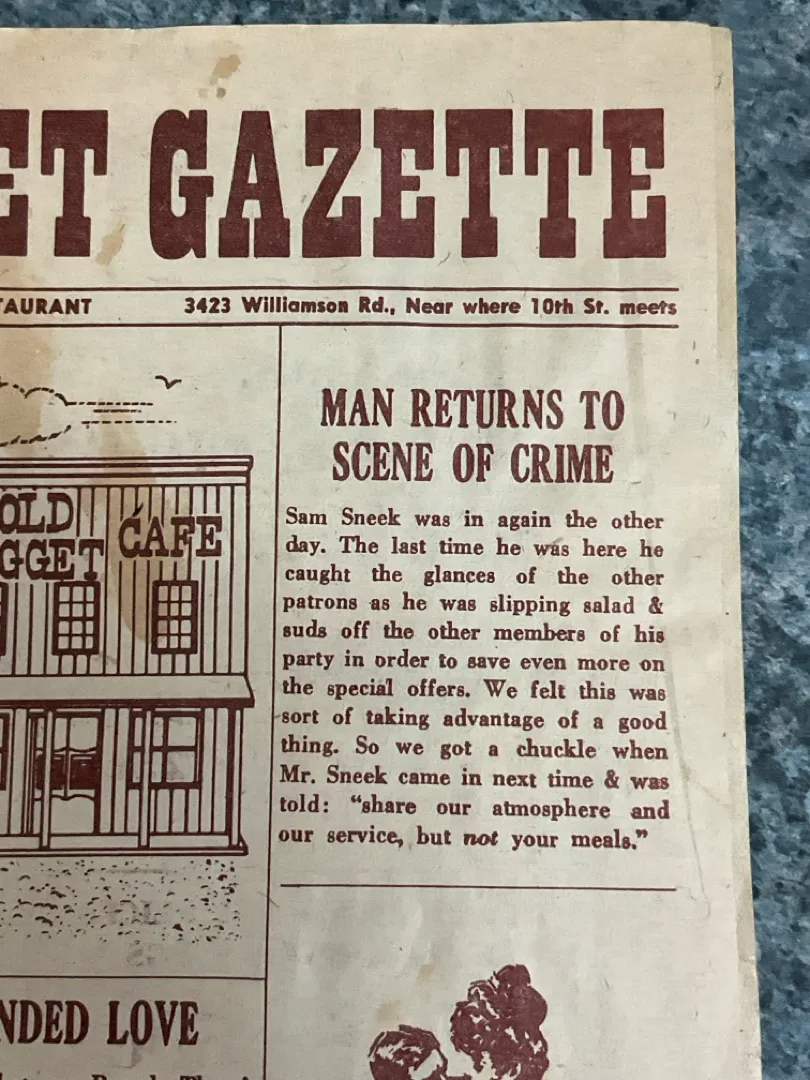 ET GAZETTE
TAURANT 3423 Williamson Rd., Near where 10th St. meets
OLD
GGET CAFE
MAN RETURNS TO
SCENE OF CRIME
Sam Sneek was in again the other
day. The last time he was here he
caught the glances of the other
patrons as he was slipping salad &
suds off the other members of his
party in order to save even more on
the special offers. We felt this was
sort of taking advantage of a good
thing. So we got a chuckle when
Mr. Sneek came in next time & was
told: “share our atmosphere and
our service, but not your meals.”
NDED LOVE